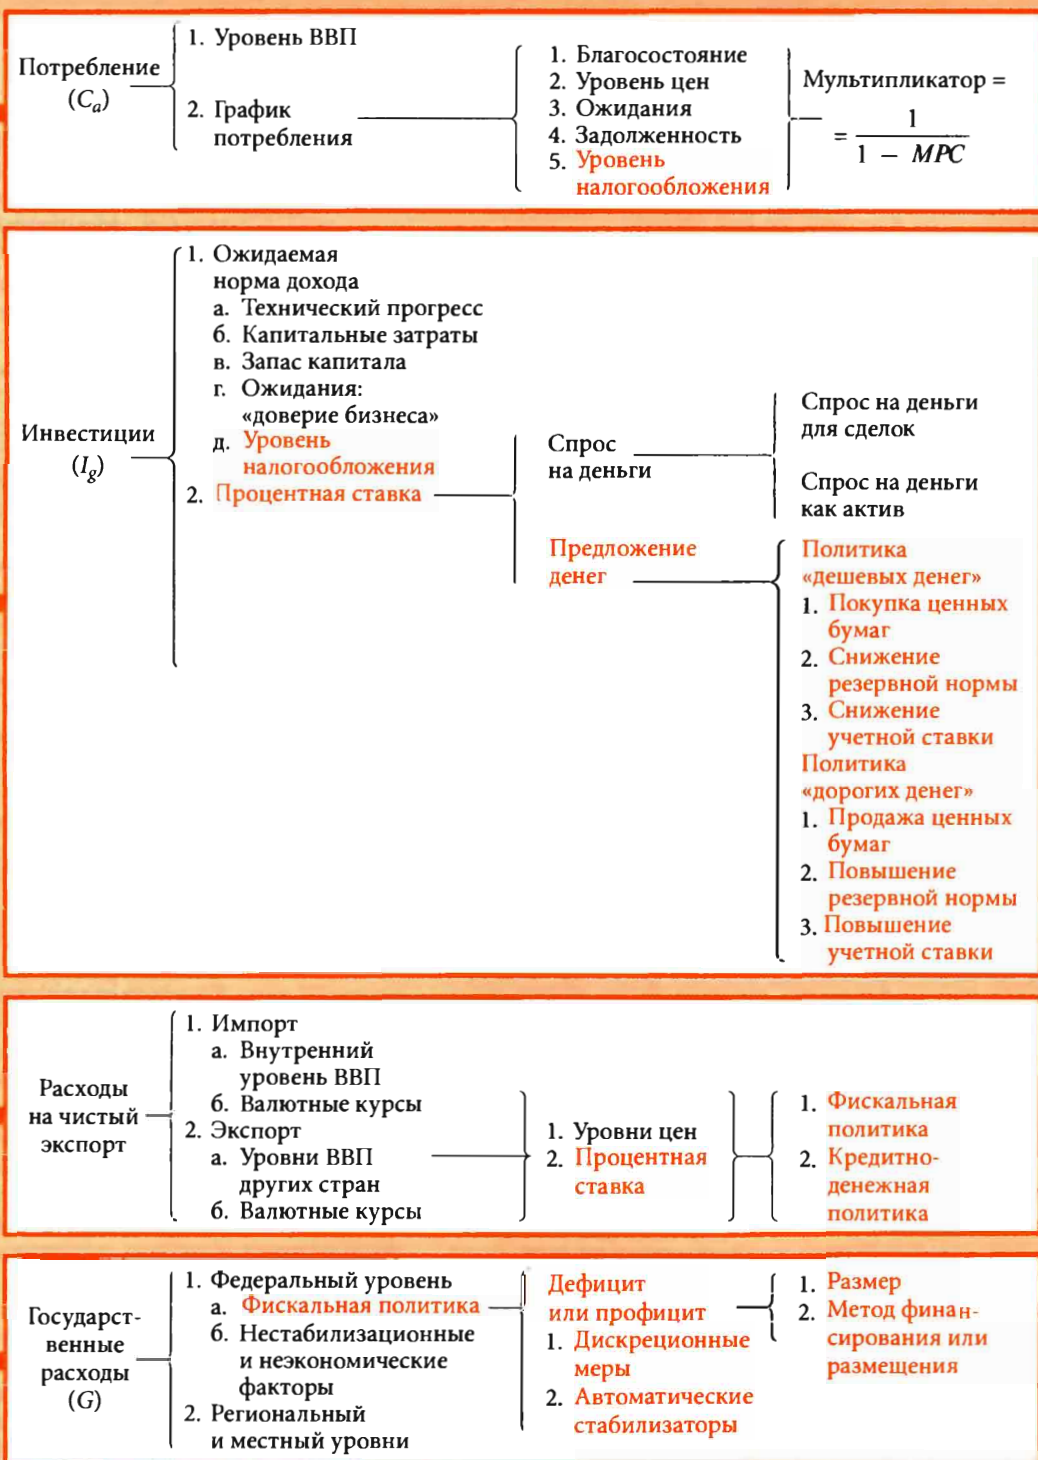 Потребление
(Ca)
1. Уровень ВВП
2. График
потребления
1. Благосостояние
2. Уровень цен
3. Ожидания
4. Задолженность
5. Уровень
налогообложения
Мультипликатор =
= 1 / (1 − MPC)
Инвестиции
(Ig)
1. Ожидаемая
норма дохода
а. Технический прогресс
б. Капитальные затраты
в. Запас капитала
г. Ожидания:
«доверие бизнеса»
д. Уровень
налогообложения
2. Процентная ставка
Спрос
на деньги
Спрос на деньги
для сделок
Спрос на деньги
как актив
Предложение
денег
Политика
«дешевых денег»
1. Покупка ценных
бумаг
2. Снижение
резервной нормы
3. Снижение
учетной ставки
Политика
«дорогих денег»
1. Продажа ценных
бумаг
2. Повышение
резервной нормы
3. Повышение
учетной ставки
Расходы
на чистый
экспорт
1. Импорт
а. Внутренний
уровень ВВП
б. Валютные курсы
2. Экспорт
а. Уровни ВВП
других стран
б. Валютные курсы
1. Уровни цен
2. Процентная
ставка
1. Фискальная
политика
2. Кредитно-
денежная
политика
Государст-
венные
расходы
(G)
1. Федеральный уровень
а. Фискальная политика
б. Нестабилизационные
и неэкономические
факторы
2. Региональный
и местный уровни
Дефицит
или профицит
1. Дискреционные
меры
2. Автоматические
стабилизаторы
1. Размер
2. Метод финан-
сирования или
размещения